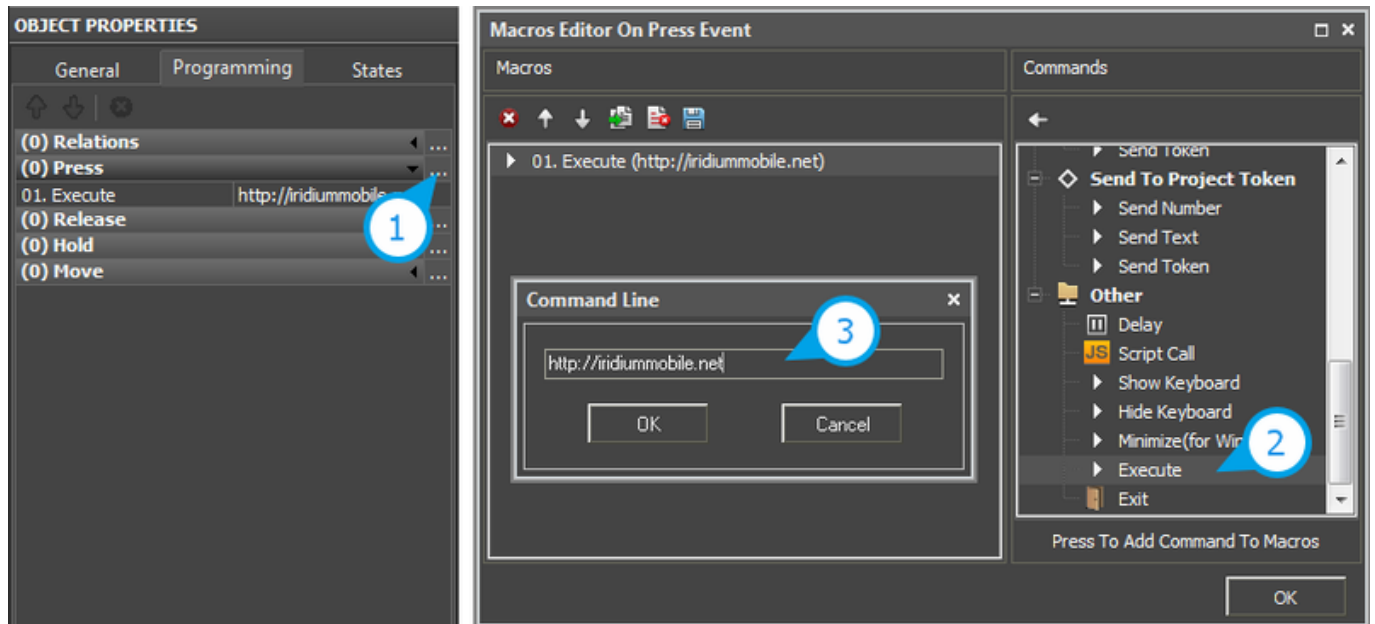 OBJECT PROPERTIES
General Programming States
(0) Relations ...
(0) Press ...
01. Execute http://iridiummobile
(0) Release ...
(0) Hold ...
(0) Move ...
1
Macros Editor On Press Event
Macros
01. Execute (http://iridiummobile.net)
Command Line
http://iridiummobile.net
3
OK Cancel
Commands
Send Token
Send To Project Token
Send Number
Send Text
Send Token
Other
Delay
JS Script Call
Show Keyboard
Hide Keyboard
Minimize(for Win
2
Execute
Exit
Press To Add Command To Macros
OK